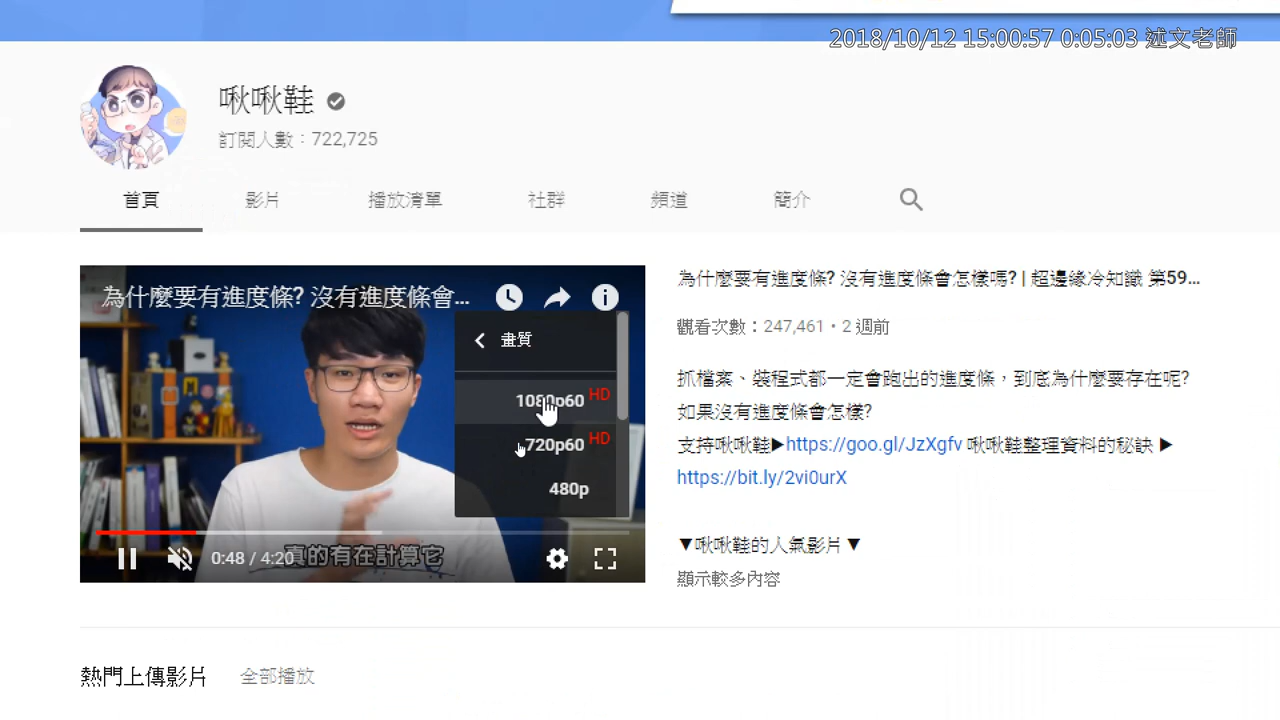 2018/10/12 15:00:57 0:05:03 述文老師
啾啾鞋
訂閱人數：722,725
首頁 影片 播放清單 社群 頻道 簡介
為什麼要有進度條? 沒有進度條會...
畫質
1080p60 HD
720p60 HD
480p
真的有在計算它
0:48 / 4:20
為什麼要有進度條? 沒有進度條會怎樣嗎? | 超邊緣冷知識 第59...
觀看次數：247,461 • 2 週前
抓檔案、裝程式都一定會跑出的進度條，到底為什麼要存在呢?
如果沒有進度條會怎樣?
支持啾啾鞋▶https://goo.gl/JzXgfv 啾啾鞋整理資料的秘訣 ▶
https://bit.ly/2vi0urX
▼啾啾鞋的人氣影片▼
顯示較多內容
熱門上傳影片 全部播放